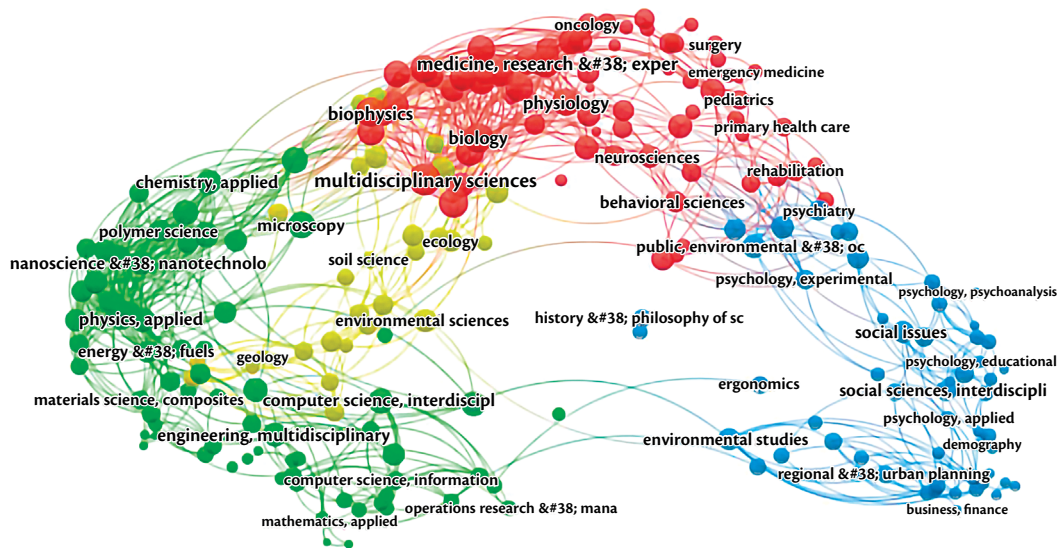 oncology
surgery
medicine, research &#38; exper
emergency medicine
physiology
pediatrics
biophysics
primary health care
biology
neurosciences
rehabilitation
chemistry, applied
multidisciplinary sciences
behavioral sciences
psychiatry
microscopy
polymer science
ecology
public, environmental &#38; oc
soil science
nanoscience &#38; nanotechnolo
psychology, experimental
psychology, psychoanalysis
physics, applied
environmental sciences
history &#38; philosophy of sc
social issues
energy &#38; fuels
geology
psychology, educational
ergonomics
social sciences, interdiscipli
materials science, composites
computer science, interdiscipl
psychology, applied
engineering, multidisciplinary
environmental studies
demography
regional &#38; urban planning
computer science, information
operations research &#38; mana
business, finance
mathematics, applied